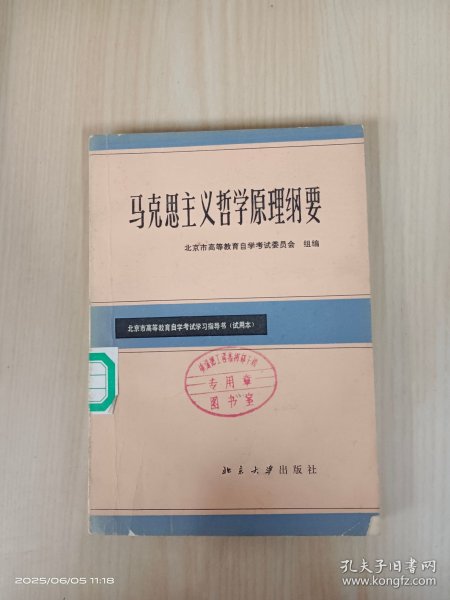 马克思主义哲学原理纲要
北京市高等教育自学考试委员会 组编
北京市高等教育自学考试学习指导书（试用本）
专用章
图书室
北京大学出版社
2025/06/05 11:18
孔夫子旧书网
www.kongfz.com